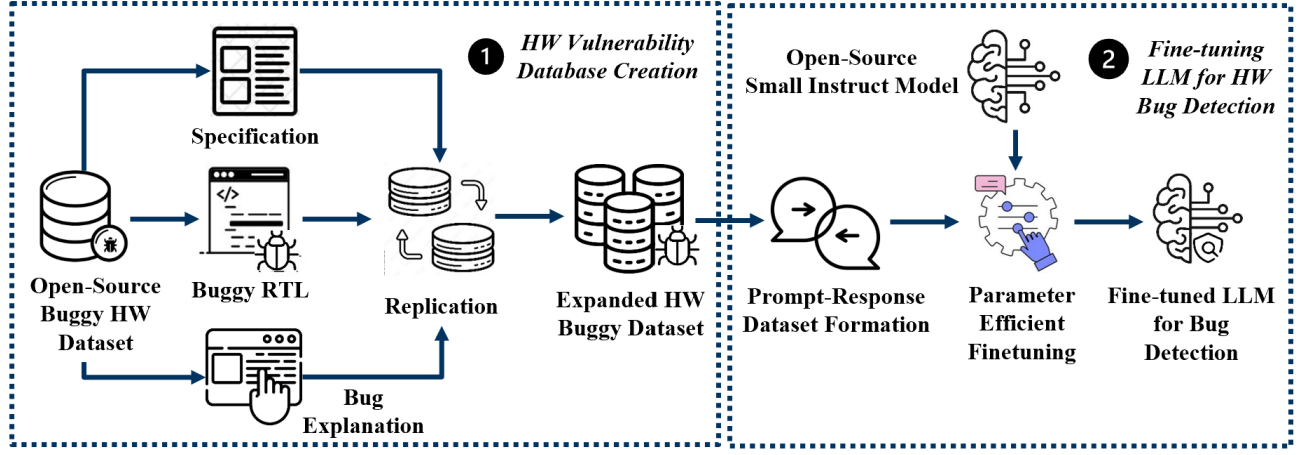 1
HW Vulnerability
Database Creation
Specification
</>
Open-Source
Buggy HW
Dataset
Buggy RTL
Replication
Expanded HW
Buggy Dataset
Bug
Explanation
2
Fine-tuning
LLM for HW
Bug Detection
Open-Source
Small Instruct Model
Prompt-Response
Dataset Formation
Parameter
Efficient
Finetuning
Fine-tuned LLM
for Bug
Detection